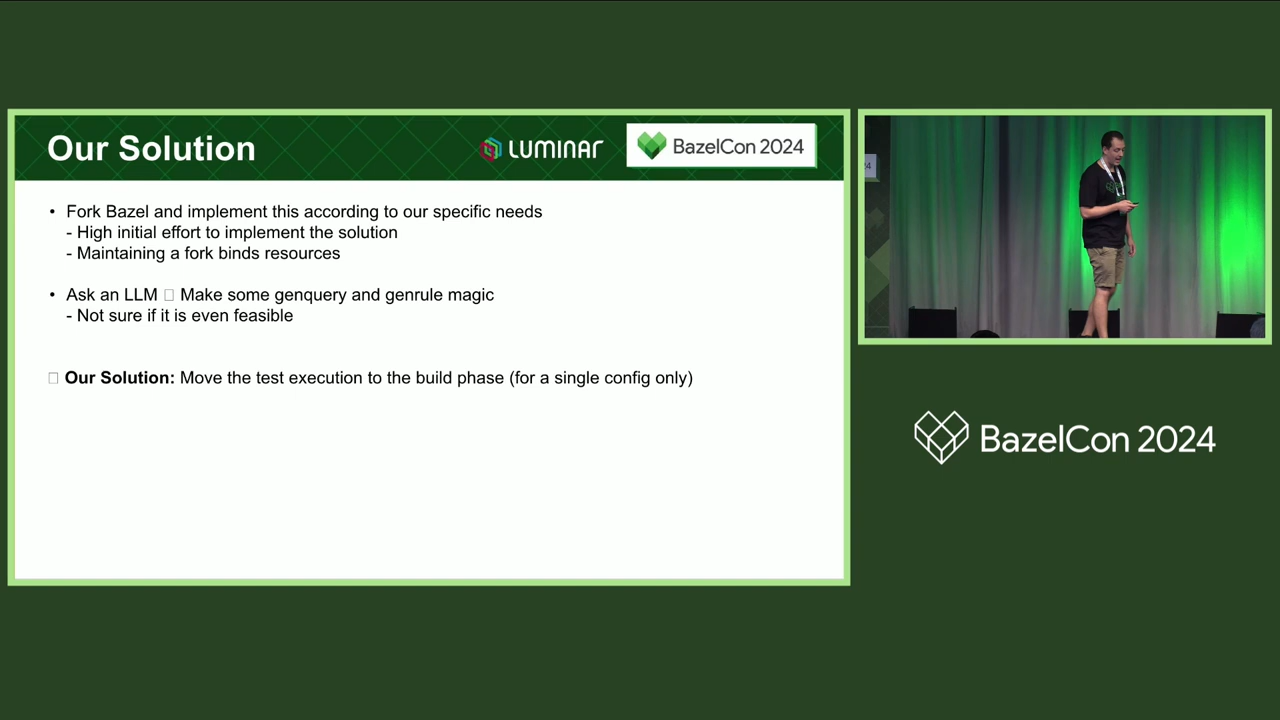 Our Solution
LUMINAR
BazelCon 2024
• Fork Bazel and implement this according to our specific needs
- High initial effort to implement the solution
- Maintaining a fork binds resources
• Ask an LLM □ Make some genquery and genrule magic
- Not sure if it is even feasible
□ Our Solution: Move the test execution to the build phase (for a single config only)
24
BazelCon 2024